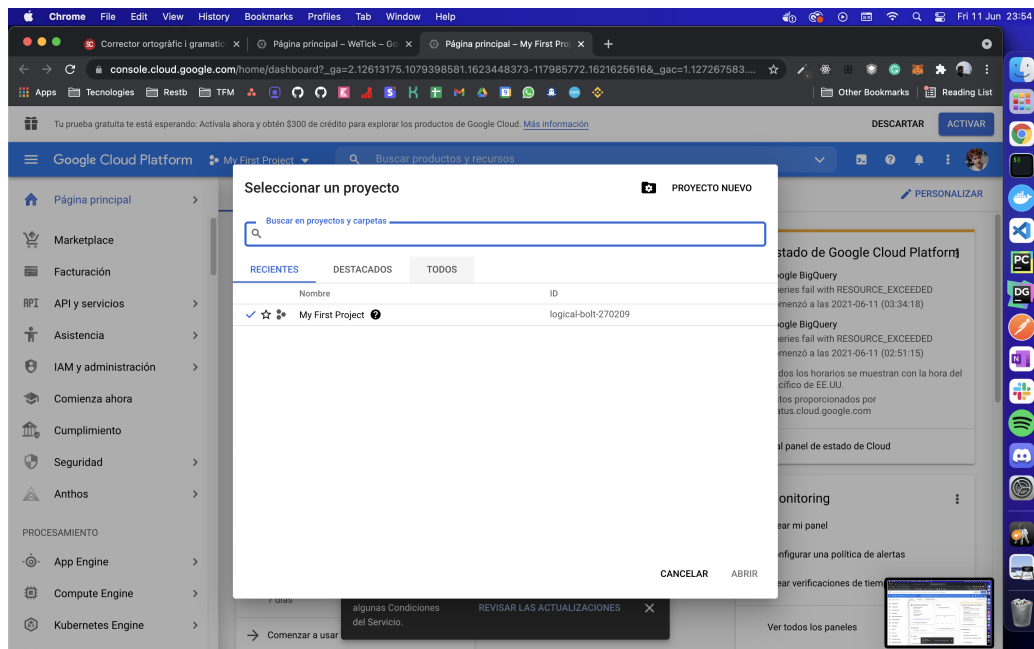 Chrome File Edit View History Bookmarks Profiles Tab Window Help Fri 11 Jun 23:54
Corrector ortogràfic i gramatic Página principal – WeTick – Go Página principal – My First Proj
console.cloud.google.com/home/dashboard?_ga=2.12613175.1079398581.1623448373-117985772.1621625616&_gac=1.127267583....
Apps Tecnologies Restb TFM Other Bookmarks Reading List
Tu prueba gratuita te está esperando: Actívala ahora y obtén $300 de crédito para explorar los productos de Google Cloud. Más información DESCARTAR ACTIVAR
Google Cloud Platform My First Project Buscar productos y recursos
Página principal
Marketplace
Facturación
API API y servicios
Asistencia
IAM y administración
Comienza ahora
Cumplimiento
Seguridad
Anthos
PROCESAMIENTO
App Engine
Compute Engine
Kubernetes Engine
Seleccionar un proyecto PROYECTO NUEVO
Buscar en proyectos y carpetas
RECIENTES DESTACADOS TODOS
Nombre ID
My First Project logical-bolt-270209
CANCELAR ABRIR
PERSONALIZAR
stado de Google Cloud Platform
ogle BigQuery
eries fail with RESOURCE_EXCEEDED
menzó a las 2021-06-11 (03:34:18)
ogle BigQuery
eries fail with RESOURCE_EXCEEDED
menzó a las 2021-06-11 (02:51:15)
dos los horarios se muestran con la hora del
cífico de EE.UU.
tos proporcionados por
atus.cloud.google.com
al panel de estado de Cloud
onitoring
ear mi panel
nfigurar una política de alertas
ear verificaciones de tiem
Ver todos los paneles
7 días
Comenzar a usar
algunas Condiciones
del Servicio.
REVISAR LAS ACTUALIZACIONES
PC
DG